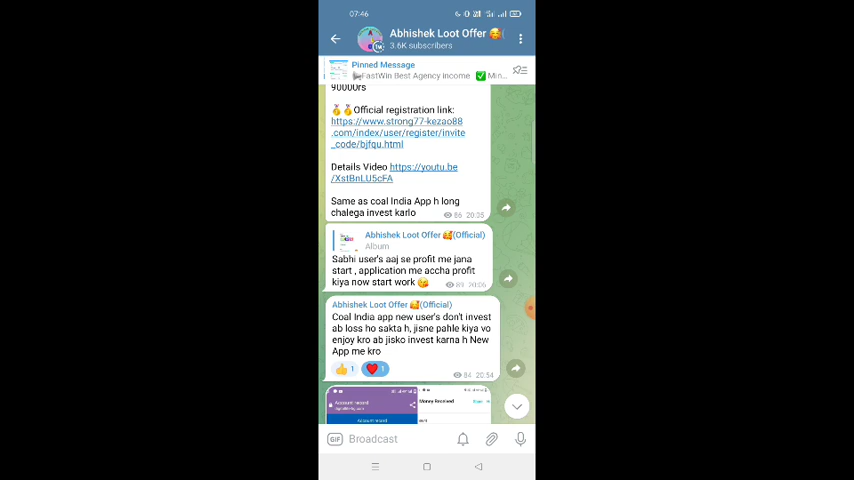 07:46
Abhishek Loot Offer 🥰(
3.6K subscribers
Pinned Message
FastWin Best Agency income ✅ Min...
90000rs
🥇🥇Official registration link:
https://www.strong77-kezao88
.com/index/user/register/invite
_code/bjfqu.html
Details Video https://youtu.be
/XstBnLU5cFA
Same as coal India App h long
chalega invest karlo
86 20:35
Abhishek Loot Offer 🥰(Official)
Album
Sabhi user's aaj se profit me jana
start , application me accha profit
kiya now start work 😘
89 20:05
Abhishek Loot Offer 🥰(Official)
Coal India app new user's don't invest
ab loss ho sakta h, jisne pahle kiya vo
enjoy kro ab jisko invest karna h New
App me kro
👍 1 ❤️ 1
84 20:54
Account record
Money Received
Account record
GIF Broadcast